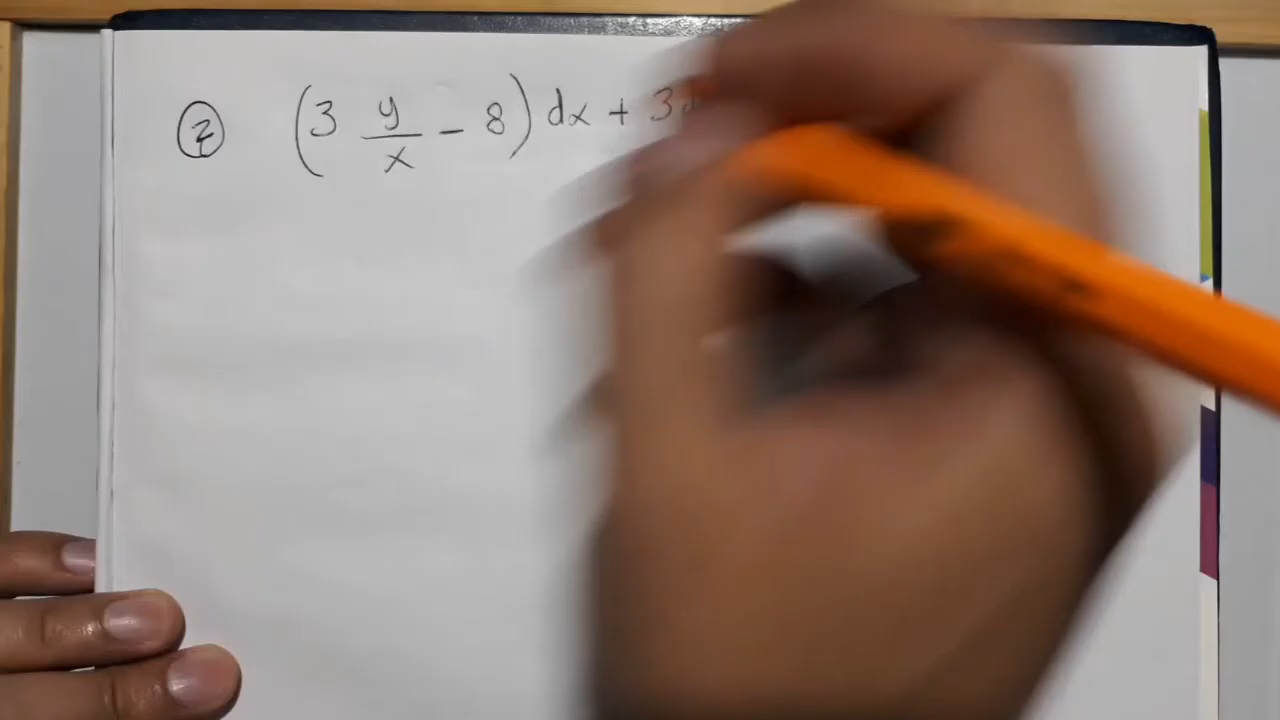 ② (3 y/x - 8) dx + 3